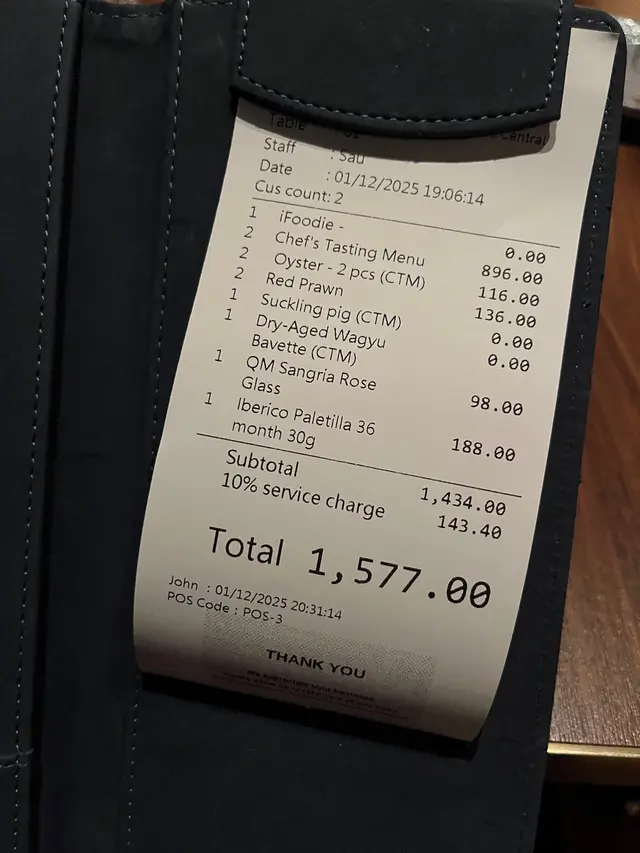 Table : Central
Staff : Sau
Date : 01/12/2025 19:06:14
Cus count: 2
1 iFoodie - 0.00
2 Chef's Tasting Menu 896.00
2 Oyster - 2 pcs (CTM) 116.00
2 Red Prawn 136.00
1 Suckling pig (CTM) 0.00
1 Dry-Aged Wagyu 0.00
Bavette (CTM)
1 QM Sangria Rose 98.00
Glass
1 Iberico Paletilla 36 188.00
month 30g
Subtotal 1,434.00
10% service charge 143.40
Total 1,577.00
John : 01/12/2025 20:31:14
POS Code : POS-3
THANK YOU